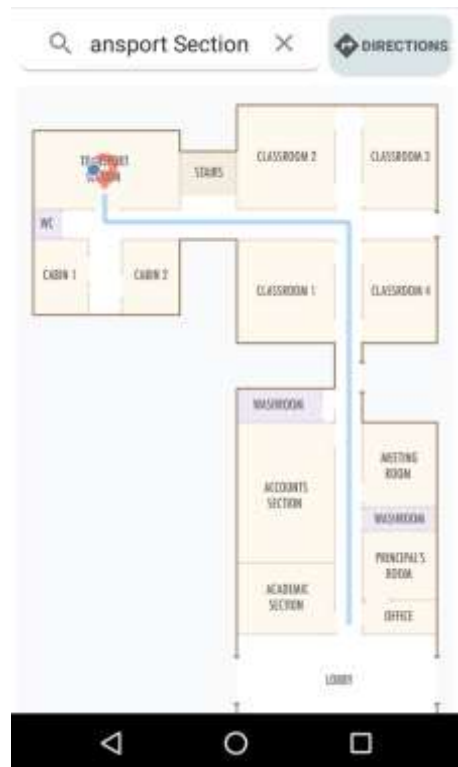 ansport Section
DIRECTIONS
CLASSROOM 2
CLASSROOM 3
STAIRS
WC
CABIN 1
CABIN 2
CLASSROOM 1
CLASSROOM 4
WASHROOM
MEETING
ROOM
ACCOUNTS
SECTION
WASHROOM
PRINCIPAL'S
ROOM
ACADEMIC
SECTION
OFFICE
LOBBY